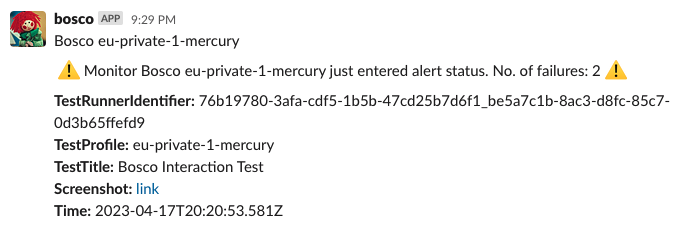 bosco APP 9:29 PM
Bosco eu-private-1-mercury
⚠️ Monitor Bosco eu-private-1-mercury just entered alert status. No. of failures: 2 ⚠️
TestRunnerIdentifier: 76b19780-3afa-cdf5-1b5b-47cd25b7d6f1_be5a7c1b-8ac3-d8fc-85c7-
0d3b65ffefd9
TestProfile: eu-private-1-mercury
TestTitle: Bosco Interaction Test
Screenshot: link
Time: 2023-04-17T20:20:53.581Z